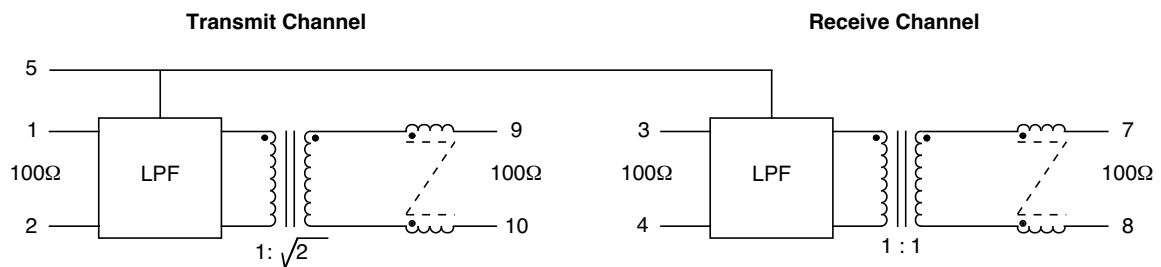 Transmit Channel
Receive Channel
5
1
9
3
7
100Ω
LPF
100Ω
100Ω
LPF
100Ω
2
10
4
8
1: √2
1 : 1